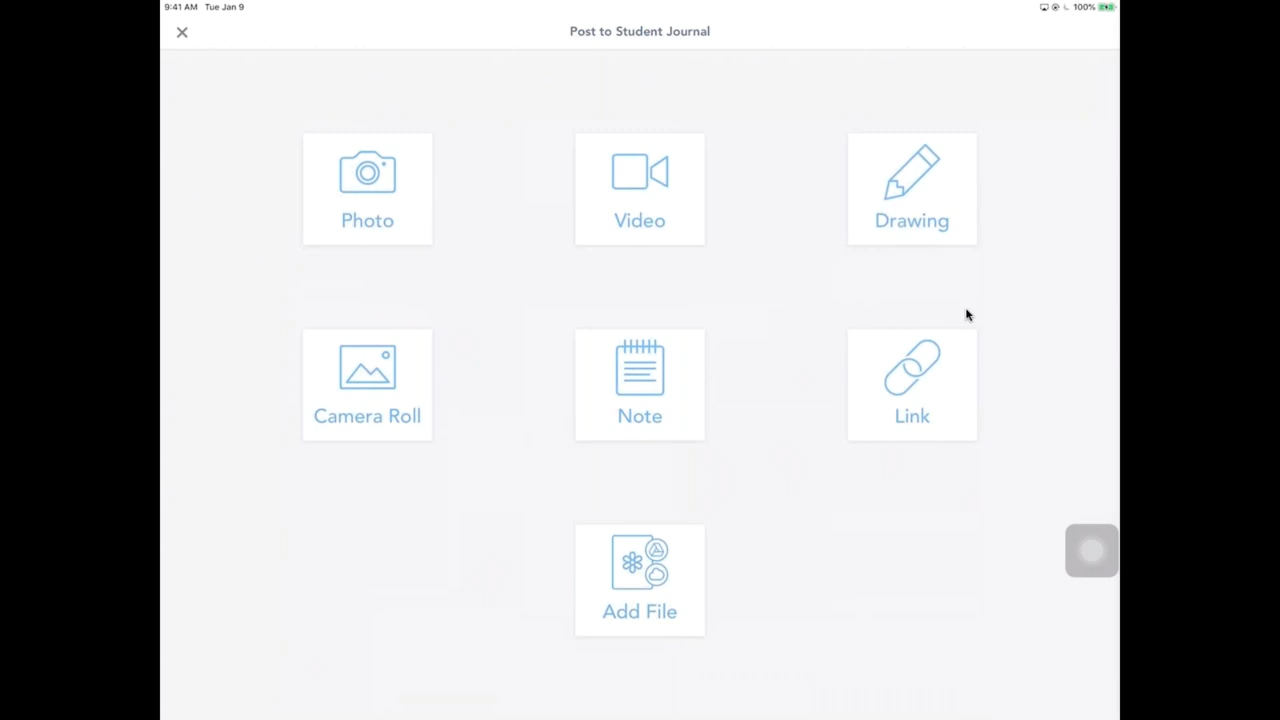 9:41 AM Tue Jan 9
100%
Post to Student Journal
Photo
Video
Drawing
Camera Roll
Note
Link
Add File